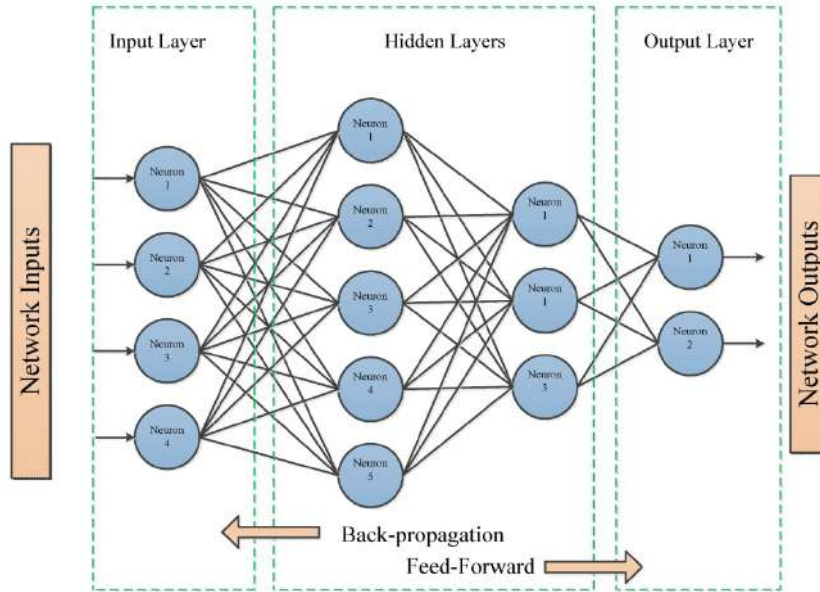 Input Layer
Hidden Layers
Output Layer
Network Inputs
Neuron
1
Neuron
2
Neuron
3
Neuron
4
Neuron
1
Neuron
2
Neuron
3
Neuron
4
Neuron
5
Neuron
1
Neuron
1
Neuron
3
Neuron
1
Neuron
2
Network Outputs
Back-propagation
Feed-Forward